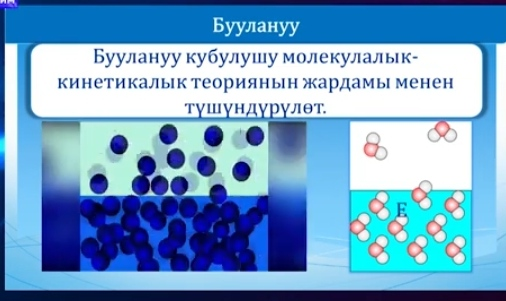 Буулануу
Буулануу кубулушу молекулалык-
кинетикалык теориянын жардамы менен
түшүндүрүлөт.
E